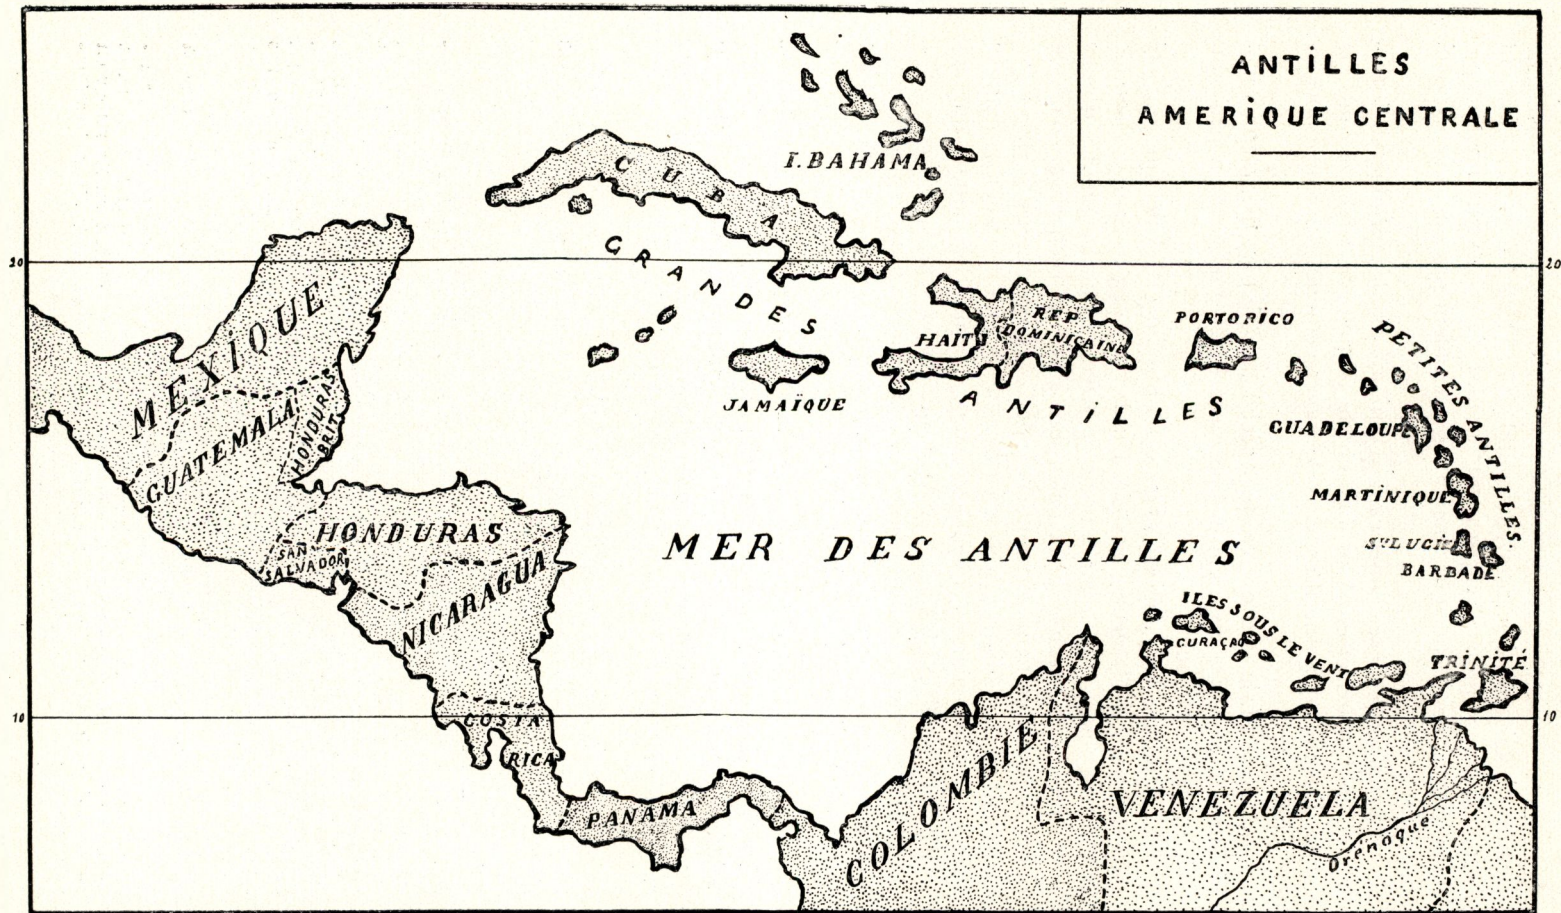 ANTILLES
AMERIQUE CENTRALE
I. BAHAMA
CUBA
20
20
GRANDES
ANTILLES
MEXIQUE
REP
DOMINICAINE
HAITI
PORTORICO
PETITES ANTILLES.
JAMAÏQUE
GUATEMALA
HONDURAS
BRIT.
GUADELOUPE
MARTINIQUE
HONDURAS
SAN
SALVADOR
MER DES ANTILLES
STE LUCIE
BARBADE
NICARAGUA
ILES SOUS LE VENT
CURAÇAO
TRINITÉ
10
10
COSTA
RICA
PANAMA
COLOMBIE
VENEZUELA
Orénoque